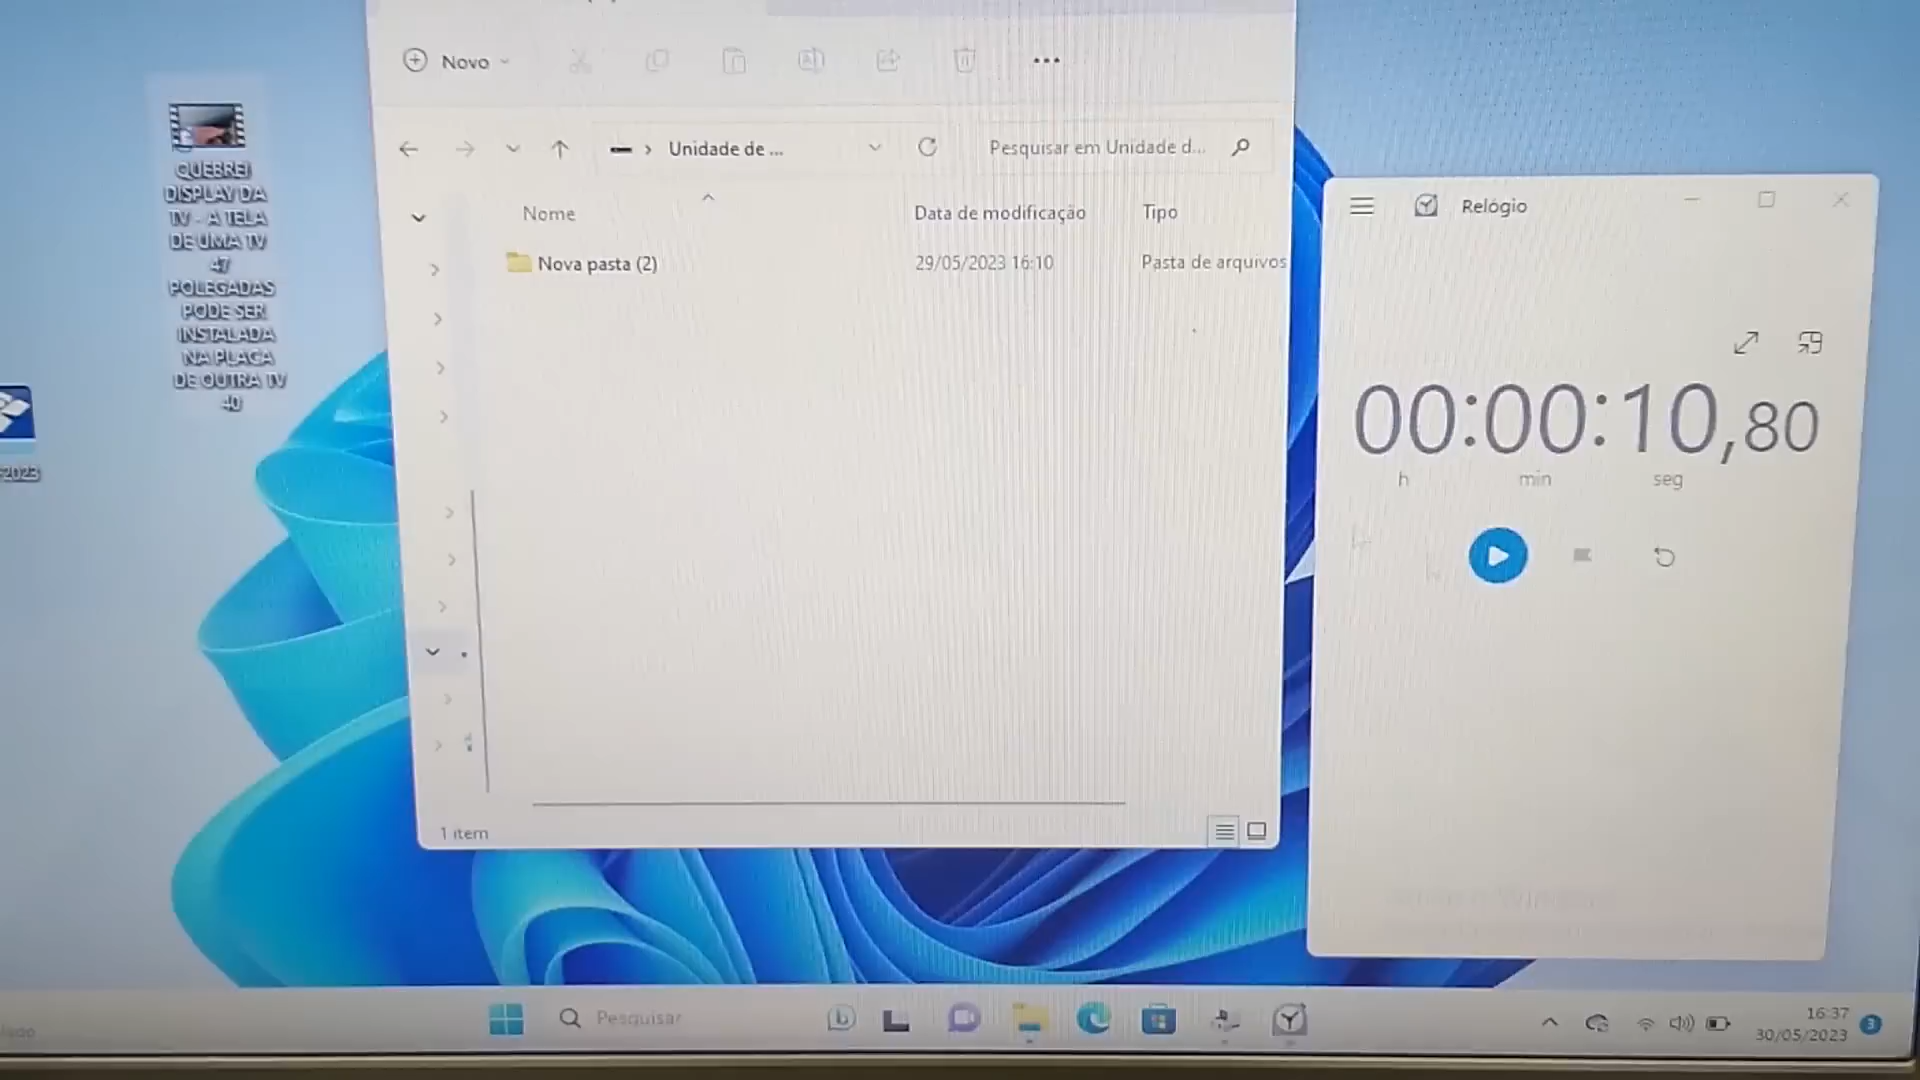 Novo
Unidade de ...
Pesquisar em Unidade d...
QUEBREI
DISPLAY DA
TV - A TELA
DE UMA TV
47
POLEGADAS
PODE SER
INSTALADA
NA PLACA
DE OUTRA TV
40
2023
Nome
Data de modificação
Tipo
Nova pasta (2)
29/05/2023 16:10
Pasta de arquivos
1 item
Relógio
00:00:10,80
h
min
seg
Pesquisar
16:37
30/05/2023
3